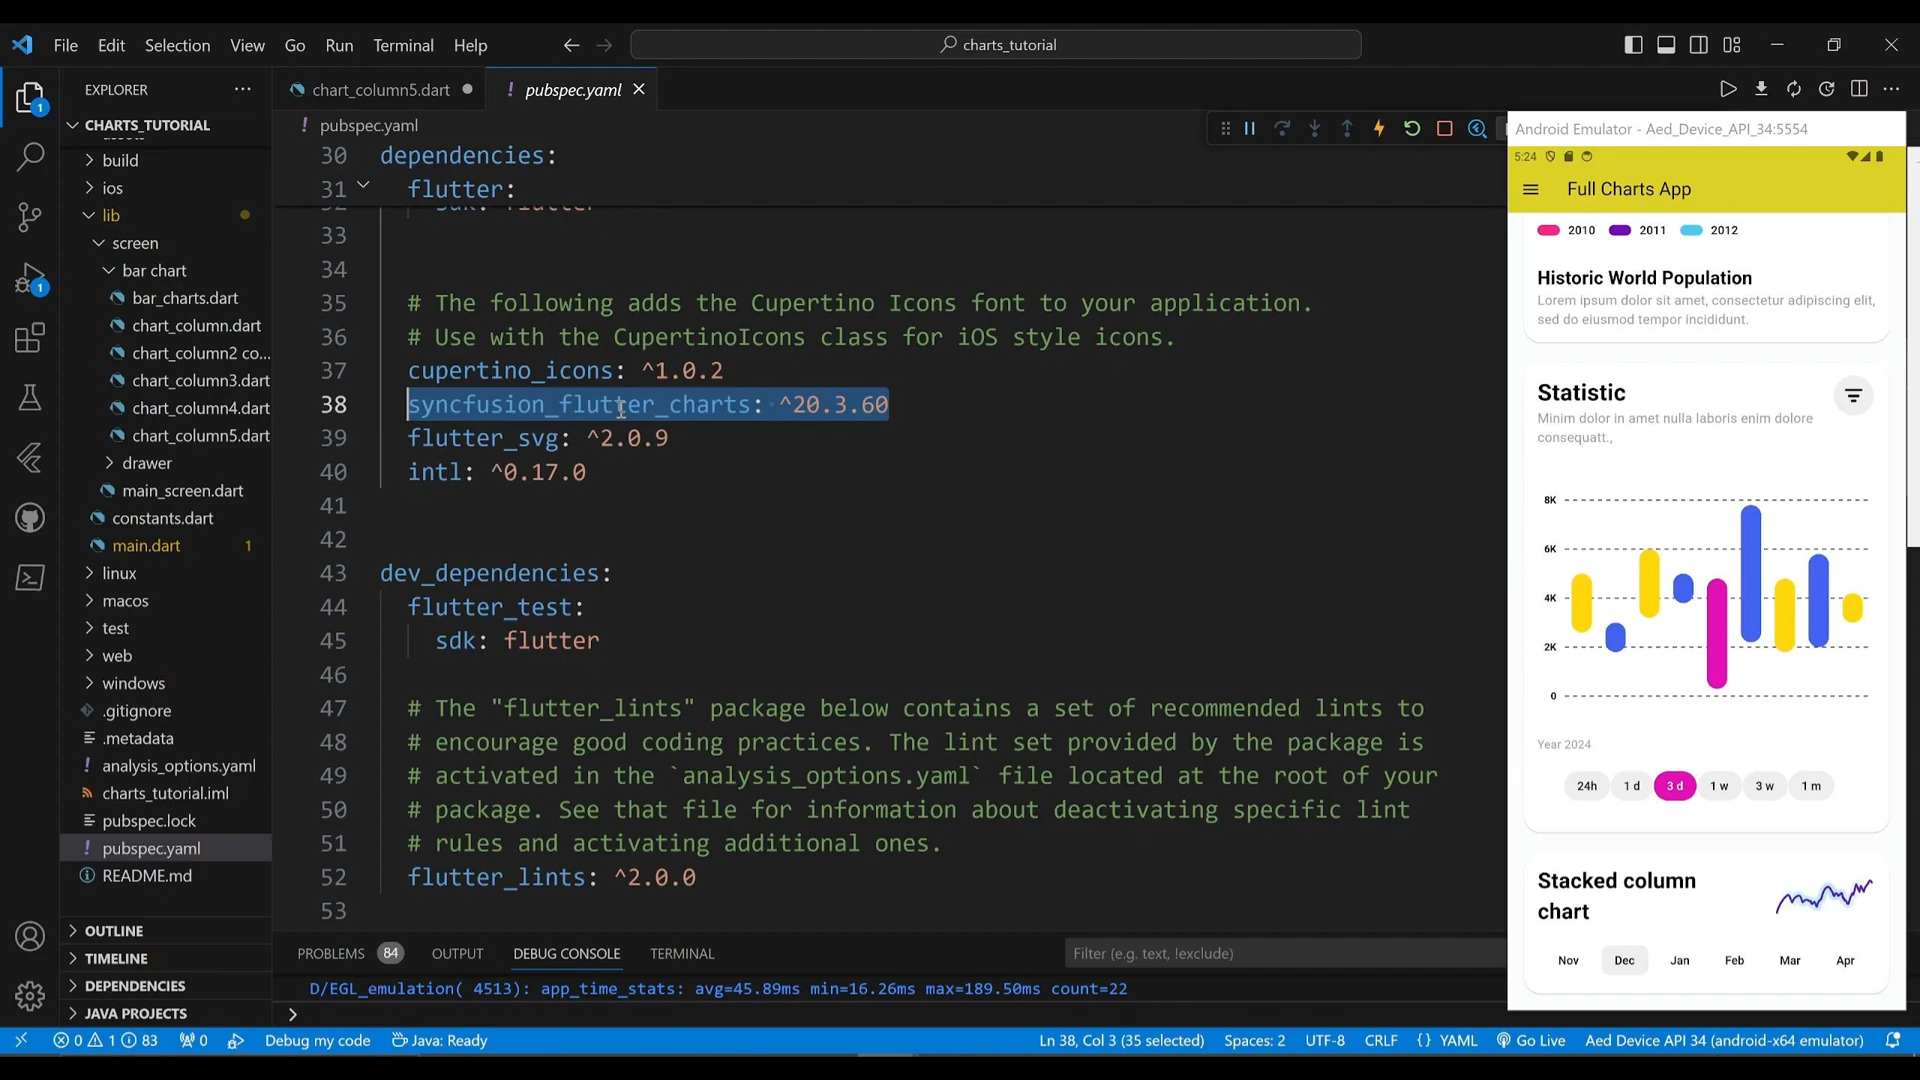 File Edit Selection View Go Run Terminal Help
charts_tutorial
EXPLORER
CHARTS_TUTORIAL
build
ios
lib
screen
bar chart
bar_charts.dart
chart_column.dart
chart_column2 co...
chart_column3.dart
chart_column4.dart
chart_column5.dart
drawer
main_screen.dart
constants.dart
main.dart 1
linux
macos
test
web
windows
.gitignore
.metadata
analysis_options.yaml
charts_tutorial.iml
pubspec.lock
pubspec.yaml
README.md
OUTLINE
TIMELINE
DEPENDENCIES
JAVA PROJECTS
1
1
chart_column5.dart
! pubspec.yaml
! pubspec.yaml
30 dependencies:
31 flutter:
33
34
35 # The following adds the Cupertino Icons font to your application.
36 # Use with the CupertinoIcons class for iOS style icons.
37 cupertino_icons: ^1.0.2
38 syncfusion_flutter_charts: ^20.3.60
39 flutter_svg: ^2.0.9
40 intl: ^0.17.0
41
42
43 dev_dependencies:
44 flutter_test:
45 sdk: flutter
46
47 # The "flutter_lints" package below contains a set of recommended lints to
48 # encourage good coding practices. The lint set provided by the package is
49 # activated in the `analysis_options.yaml` file located at the root of your
50 # package. See that file for information about deactivating specific lint
51 # rules and activating additional ones.
52 flutter_lints: ^2.0.0
53
PROBLEMS 84 OUTPUT DEBUG CONSOLE TERMINAL
Filter (e.g. text, !exclude)
D/EGL_emulation( 4513): app_time_stats: avg=45.89ms min=16.26ms max=189.50ms count=22
0 1 83 0 Debug my code Java: Ready
Ln 38, Col 3 (35 selected) Spaces: 2 UTF-8 CRLF {} YAML Go Live Aed Device API 34 (android-x64 emulator)
Android Emulator - Aed_Device_API_34:5554
5:24
Full Charts App
2010 2011 2012
Historic World Population
Lorem ipsum dolor sit amet, consectetur adipiscing elit,
sed do eiusmod tempor incididunt.
Statistic
Minim dolor in amet nulla laboris enim dolore
consequatt.,
8K
6K
4K
2K
0
Year 2024
24h 1 d 3 d 1 w 3 w 1 m
Stacked column
chart
Nov Dec Jan Feb Mar Apr